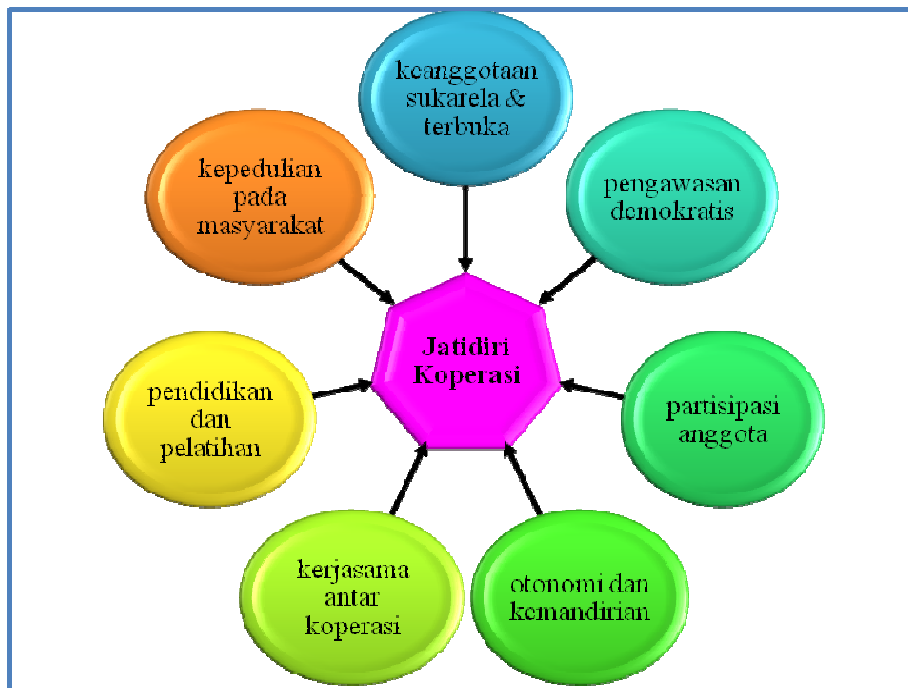 keanggotaan
sukarela &
terbuka
pengawasan
demokratis
partisipasi
anggota
otonomi dan
kemandirian
kerjasama
antar
koperasi
pendidikan
dan
pelatihan
kepedulian
pada
masyarakat
Jatidiri
Koperasi